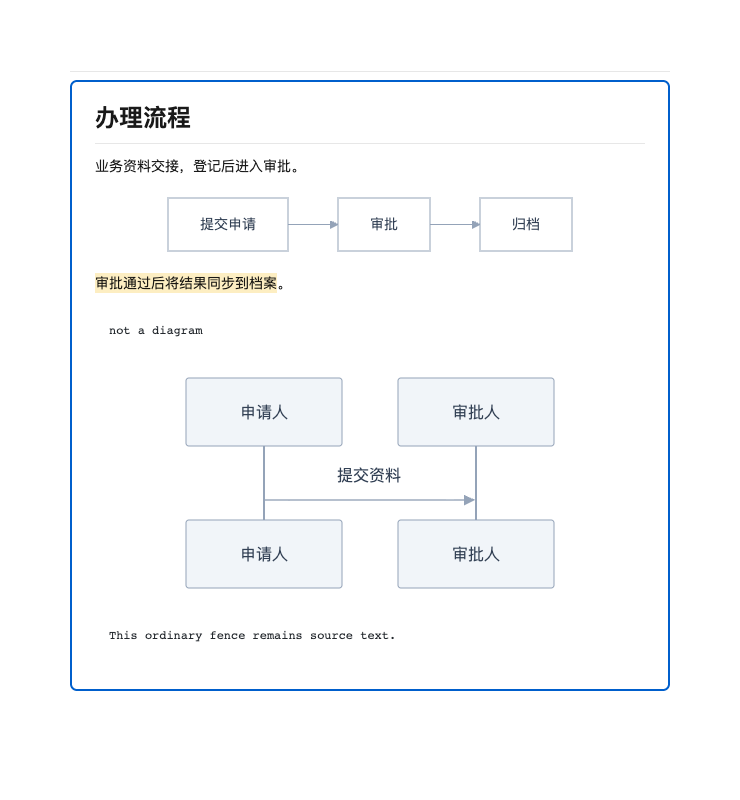 办理流程
业务资料交接，登记后进入审批。
提交申请 审批 归档
审批通过后将结果同步到档案。
not a diagram
申请人 审批人
提交资料
申请人 审批人
This ordinary fence remains source text.